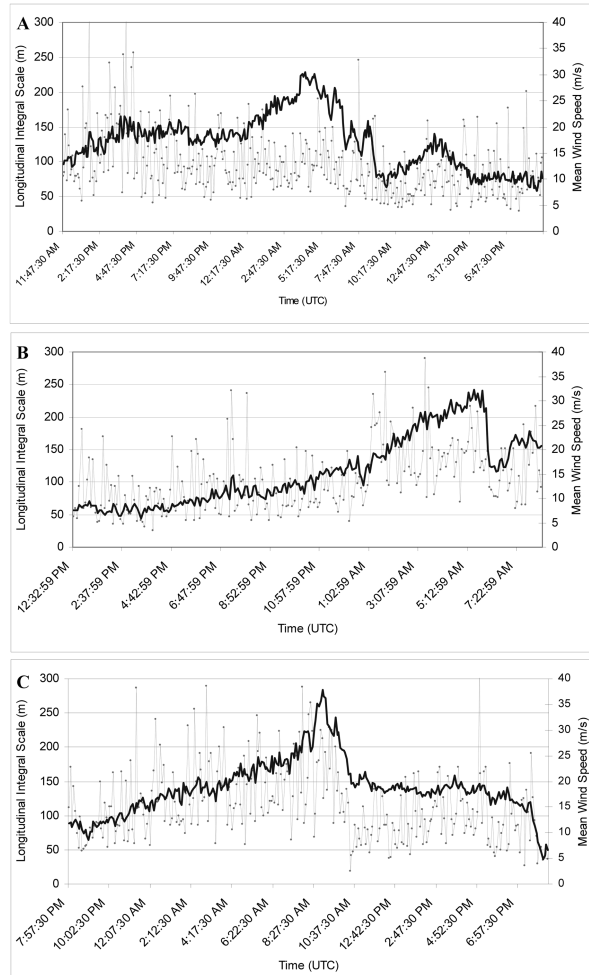 A
Longitudinal Integral Scale (m)
300
250
200
150
100
50
0
40
35
30
25
20
15
10
5
0
Mean Wind Speed (m/s)
11:47:30 AM
2:17:30 PM
4:47:30 PM
7:17:30 PM
9:47:30 PM
12:17:30 AM
2:47:30 AM
5:17:30 AM
7:47:30 AM
10:17:30 AM
12:47:30 PM
3:17:30 PM
5:47:30 PM
Time (UTC)
B
Longitudinal Integral Scale (m)
300
250
200
150
100
50
0
40
35
30
25
20
15
10
5
0
Mean Wind Speed (m/s)
12:32:59 PM
2:37:59 PM
4:42:59 PM
6:47:59 PM
8:52:59 PM
10:57:59 PM
1:02:59 AM
3:07:59 AM
5:12:59 AM
7:22:59 AM
Time (UTC)
C
Longitudinal Integral Scale (m)
300
250
200
150
100
50
0
40
35
30
25
20
15
10
5
0
Mean Wind Speed (m/s)
7:57:30 PM
10:02:30 PM
12:07:30 AM
2:12:30 AM
4:17:30 AM
6:22:30 AM
8:27:30 AM
10:37:30 AM
12:42:30 PM
2:47:30 PM
4:52:30 PM
6:57:30 PM
Time (UTC)